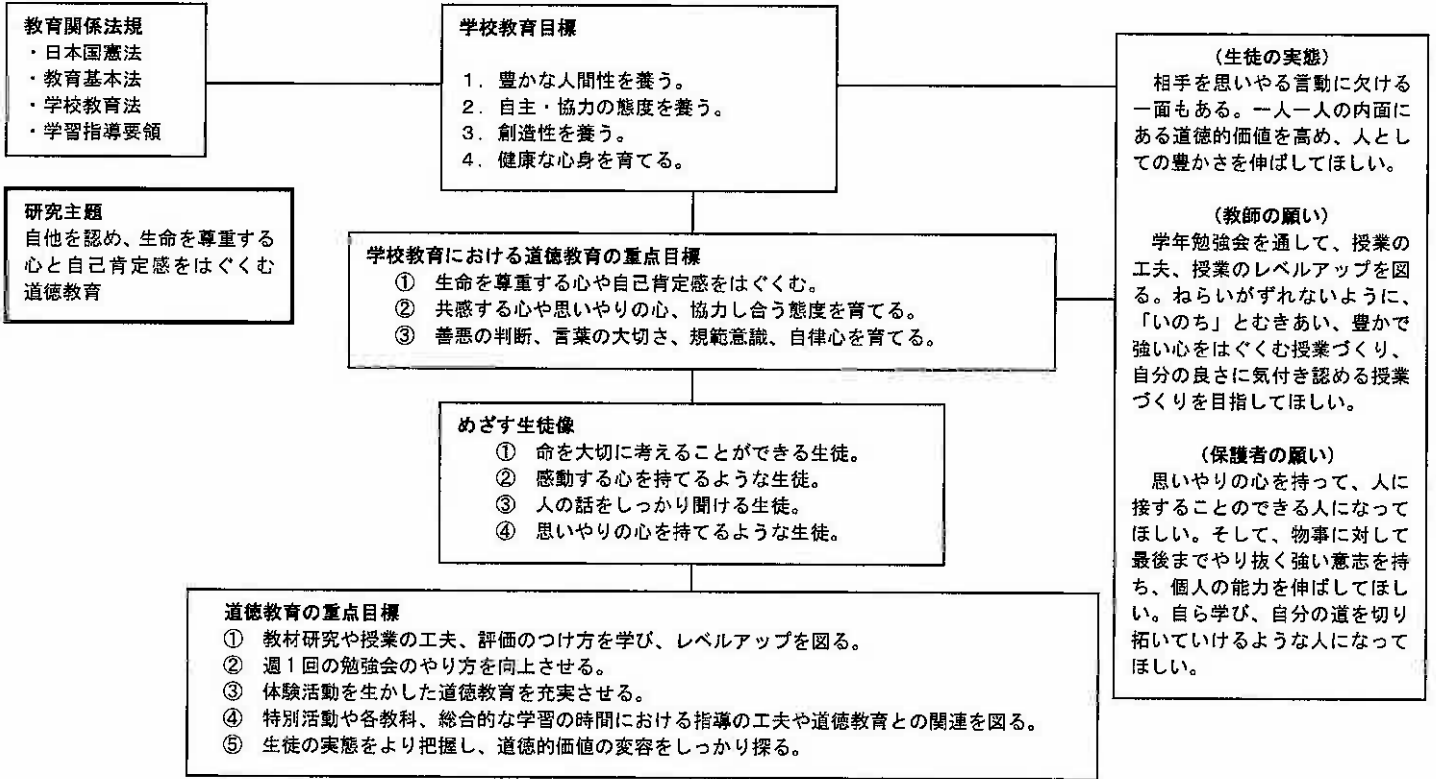 教育関係法規
・日本国憲法
・教育基本法
・学校教育法
・学習指導要領
学校教育目標
1．豊かな人間性を養う。
2．自主・協力の態度を養う。
3．創造性を養う。
4．健康な心身を育てる。
研究主題
自他を認め、生命を尊重する
心と自己肯定感をはぐくむ
道徳教育
学校教育における道徳教育の重点目標
① 生命を尊重する心や自己肯定感をはぐくむ。
② 共感する心や思いやりの心、協力し合う態度を育てる。
③ 善悪の判断、言葉の大切さ、規範意識、自律心を育てる。
めざす生徒像
① 命を大切に考えることができる生徒。
② 感動する心を持てるような生徒。
③ 人の話をしっかり聞ける生徒。
④ 思いやりの心を持てるような生徒。
道徳教育の重点目標
① 教材研究や授業の工夫、評価のつけ方を学び、レベルアップを図る。
② 週1回の勉強会のやり方を向上させる。
③ 体験活動を生かした道徳教育を充実させる。
④ 特別活動や各教科、総合的な学習の時間における指導の工夫や道徳教育との関連を図る。
⑤ 生徒の実態をより把握し、道徳的価値の変容をしっかり探る。
（生徒の実態）
相手を思いやる言動に欠ける
一面もある。一人一人の内面に
ある道徳的価値を高め、人とし
ての豊かさを伸ばしてほしい。
（教師の願い）
学年勉強会を通して、授業の
工夫、授業のレベルアップを図
る。ねらいがずれないように、
「いのち」とむきあい、豊かで
強い心をはぐくむ授業づくり、
自分の良さに気付き認める授業
づくりを目指してほしい。
（保護者の願い）
思いやりの心を持って、人に
接することのできる人になって
ほしい。そして、物事に対して
最後までやり抜く強い意志を持
ち、個人の能力を伸ばしてほし
い。自ら学び、自分の道を切り
拓いていけるような人になって
ほしい。